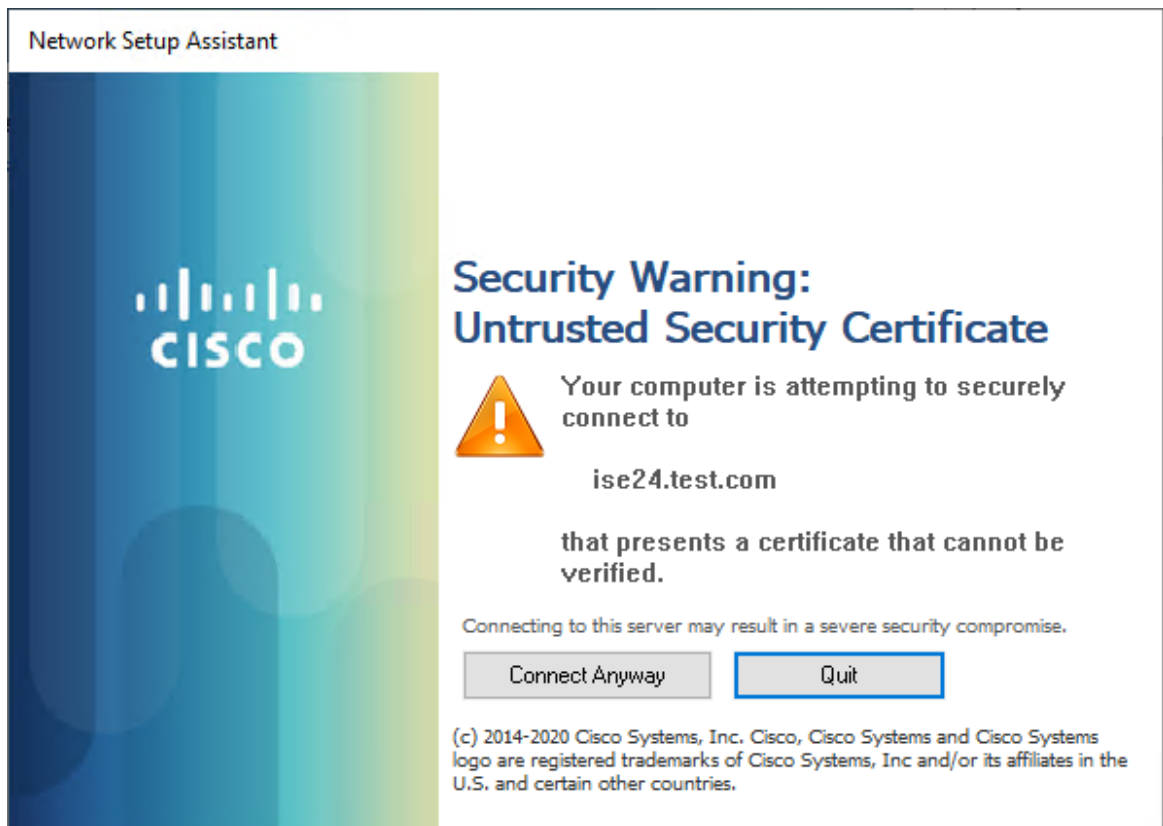 Network Setup Assistant
CISCO
Security Warning:
Untrusted Security Certificate
Your computer is attempting to securely
connect to
ise24.test.com
that presents a certificate that cannot be
verified.
Connecting to this server may result in a severe security compromise.
Connect Anyway
Quit
(c) 2014-2020 Cisco Systems, Inc. Cisco, Cisco Systems and Cisco Systems
logo are registered trademarks of Cisco Systems, Inc and/or its affiliates in the
U.S. and certain other countries.